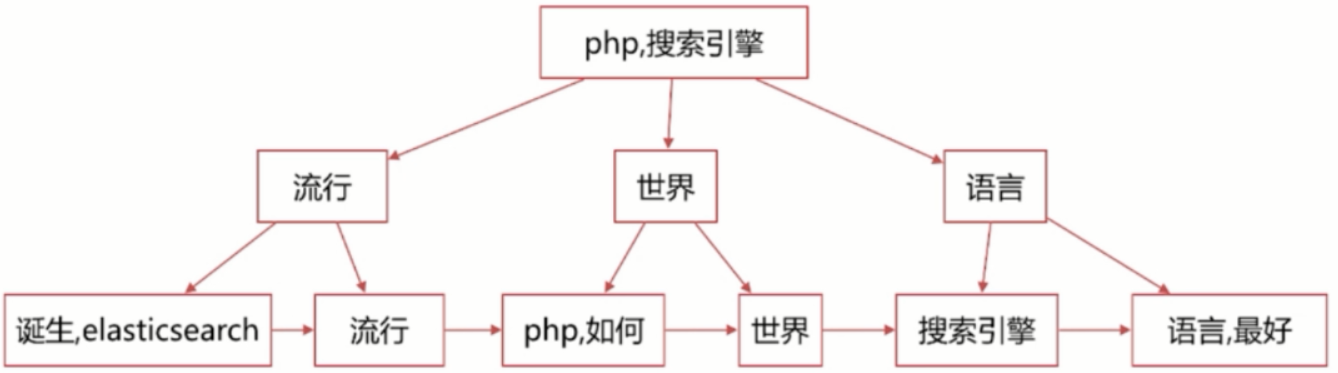 php,搜索引擎
流行
世界
语言
诞生,elasticsearch
流行
php,如何
世界
搜索引擎
语言,最好